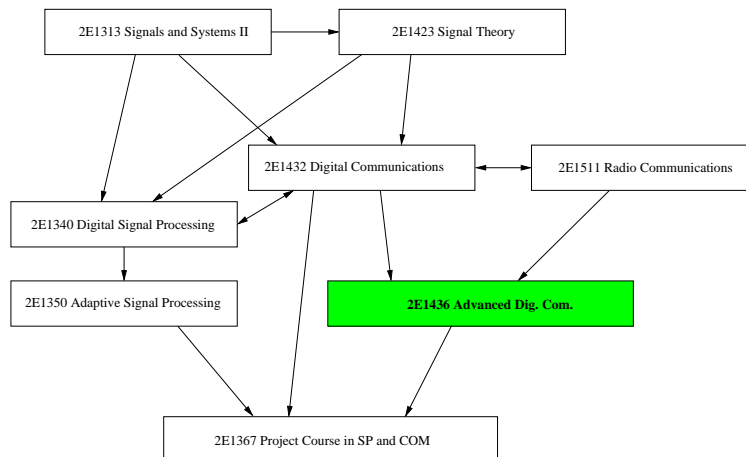 2E1313 Signals and Systems II
2E1423 Signal Theory
2E1432 Digital Communications
2E1511 Radio Communications
2E1340 Digital Signal Processing
2E1350 Adaptive Signal Processing
2E1436 Advanced Dig. Com.
2E1367 Project Course in SP and COM